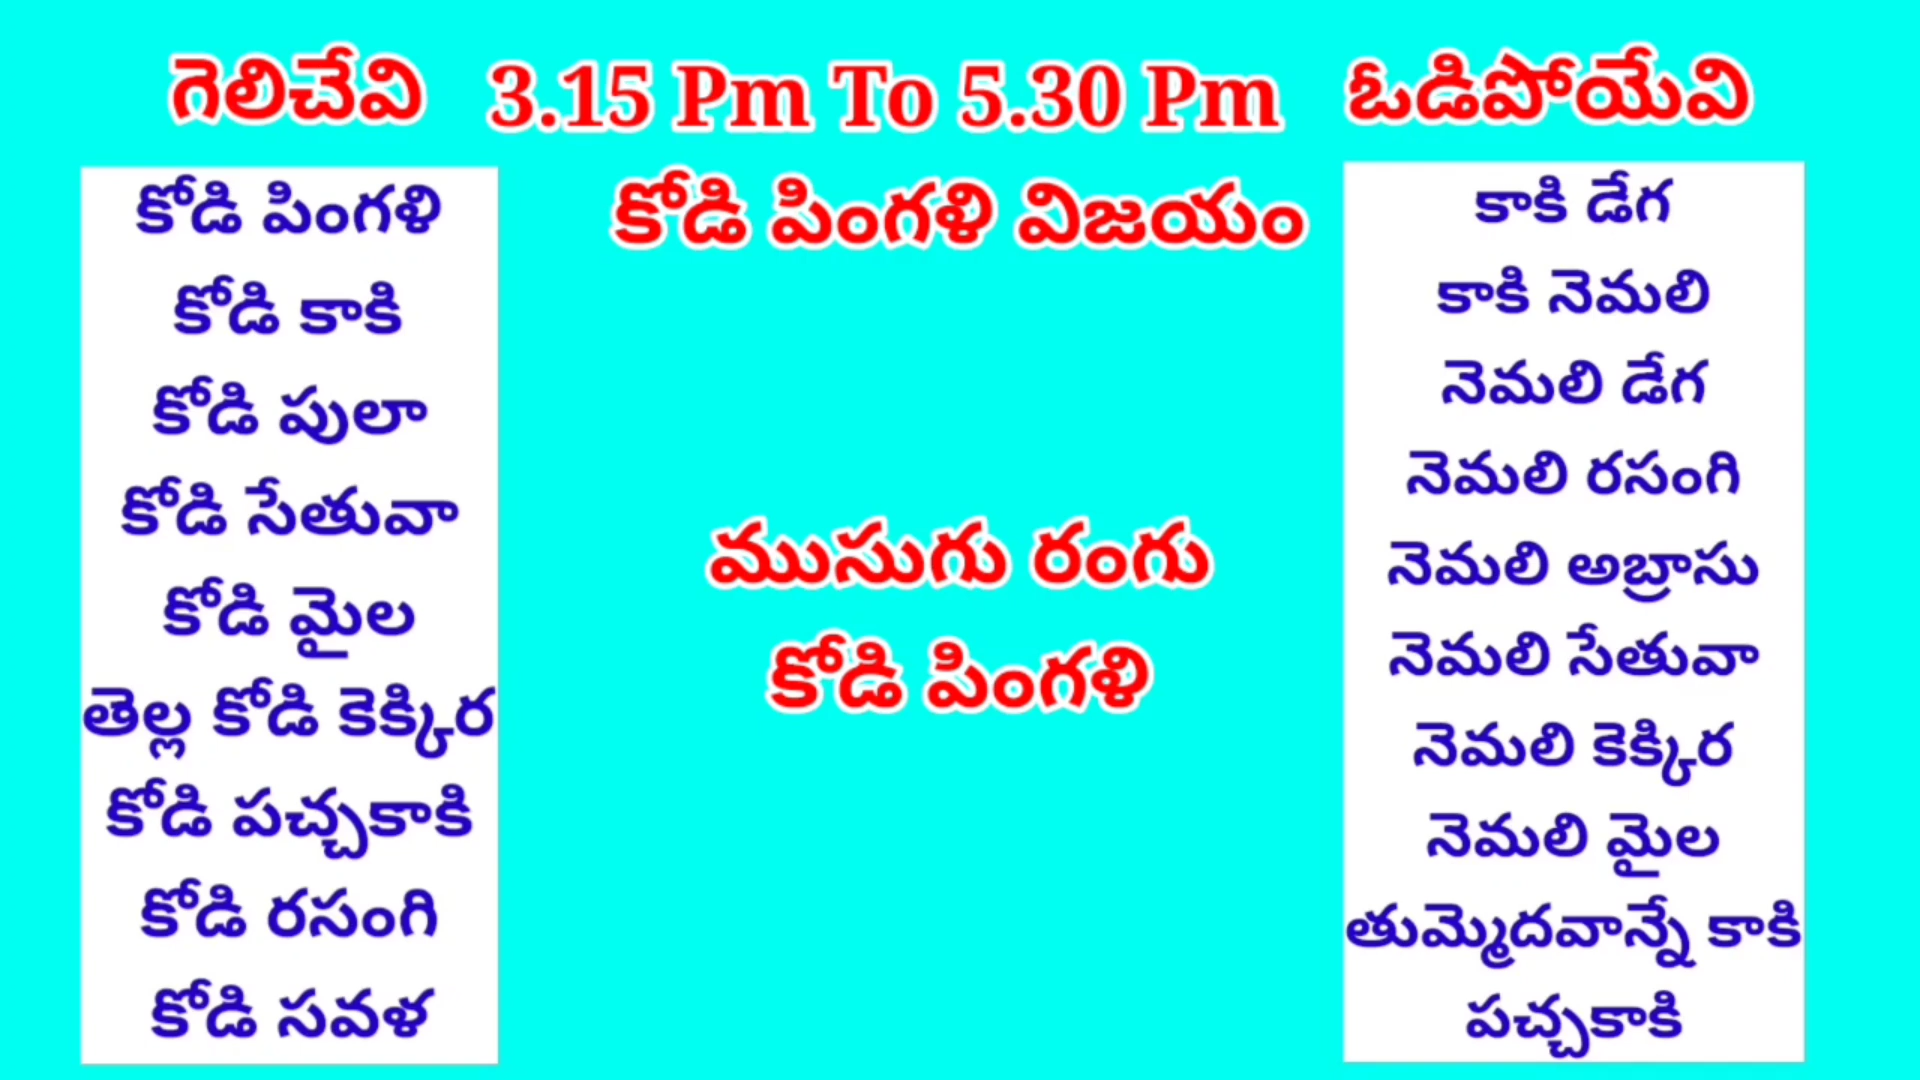 గెలిచేవి 3.15 Pm To 5.30 Pm ఓడిపోయేవి
కోడి పింగళి విజయం
కోడి పింగళి
కోడి కాకి
కోడి పులా
కోడి సేతువా
కోడి మైల
తెల్ల కోడి కెక్కిర
కోడి పచ్చకాకి
కోడి రసంగి
కోడి సవళ
ముసుగు రంగు
కోడి పింగళి
కాకి డేగ
కాకి నెమలి
నెమలి డేగ
నెమలి రసంగి
నెమలి అబ్రాసు
నెమలి సేతువా
నెమలి కెక్కిర
నెమలి మైల
తుమ్మెదవాన్నే కాకి
పచ్చకాకి